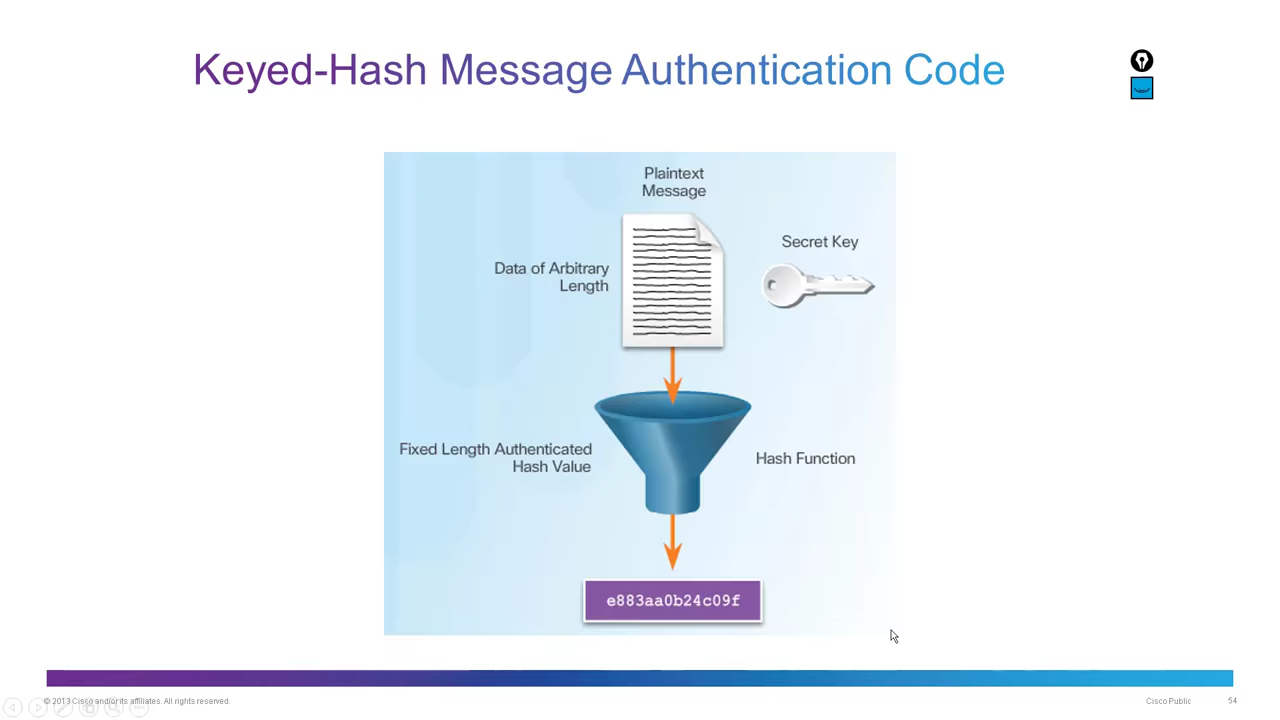 Keyed-Hash Message Authentication Code
Plaintext
Message
Secret Key
Data of Arbitrary
Length
Fixed Length Authenticated
Hash Value
Hash Function
e883aa0b24c09f
© 2013 Cisco and/or its affiliates. All rights reserved.
Cisco Public
54